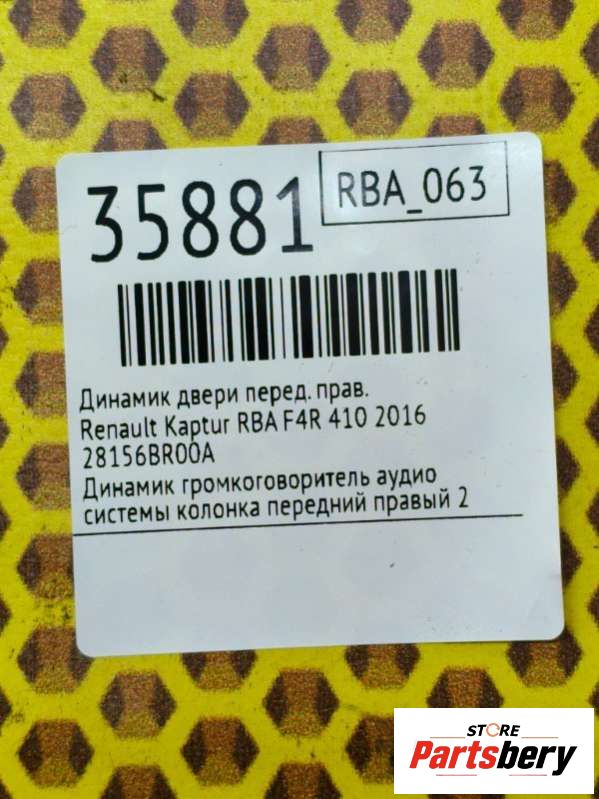 35881
RBA_063
Динамик двери перед. прав.
Renault Kaptur RBA F4R 410 2016
28156BR00A
Динамик громкоговоритель аудио
системы колонка передний правый 2
STORE
Partsbery